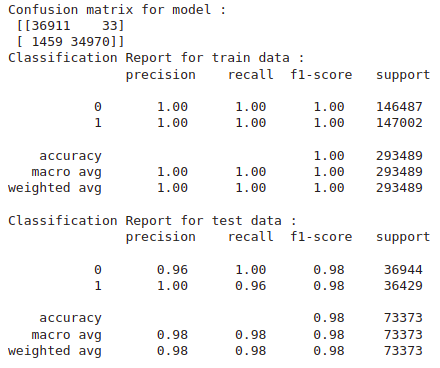 Confusion matrix for model :
[[36911 33]
[ 1459 34970]]
Classification Report for train data :
precision recall f1-score support
0 1.00 1.00 1.00 146487
1 1.00 1.00 1.00 147002
accuracy 1.00 293489
macro avg 1.00 1.00 1.00 293489
weighted avg 1.00 1.00 1.00 293489
Classification Report for test data :
precision recall f1-score support
0 0.96 1.00 0.98 36944
1 1.00 0.96 0.98 36429
accuracy 0.98 73373
macro avg 0.98 0.98 0.98 73373
weighted avg 0.98 0.98 0.98 73373